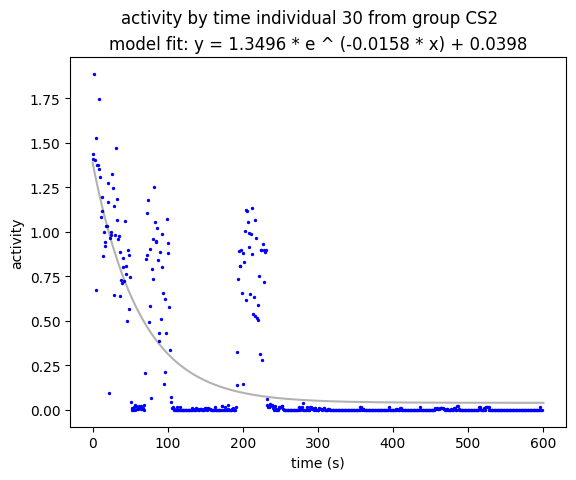 activity by time individual 30 from group CS2
model fit: y = 1.3496 * e ^ (-0.0158 * x) + 0.0398
1.75
1.50
1.25
1.00
0.75
0.50
0.25
0.00
activity
0 100 200 300 400 500 600
time (s)